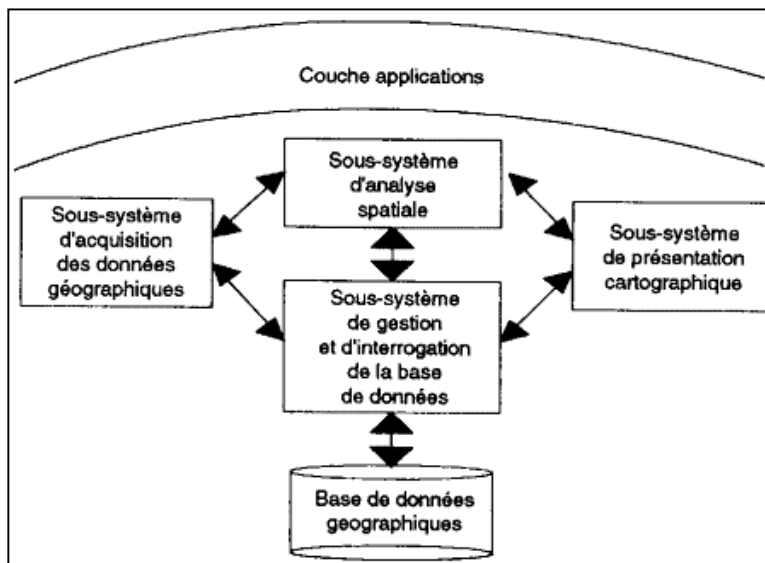 Couche applications
Sous-système
d'analyse
spatiale
Sous-système
d'acquisition
des données
géographiques
Sous-système
de présentation
cartographique
Sous-système
de gestion
et d'interrogation
de la base
de données
Base de données
geographiques